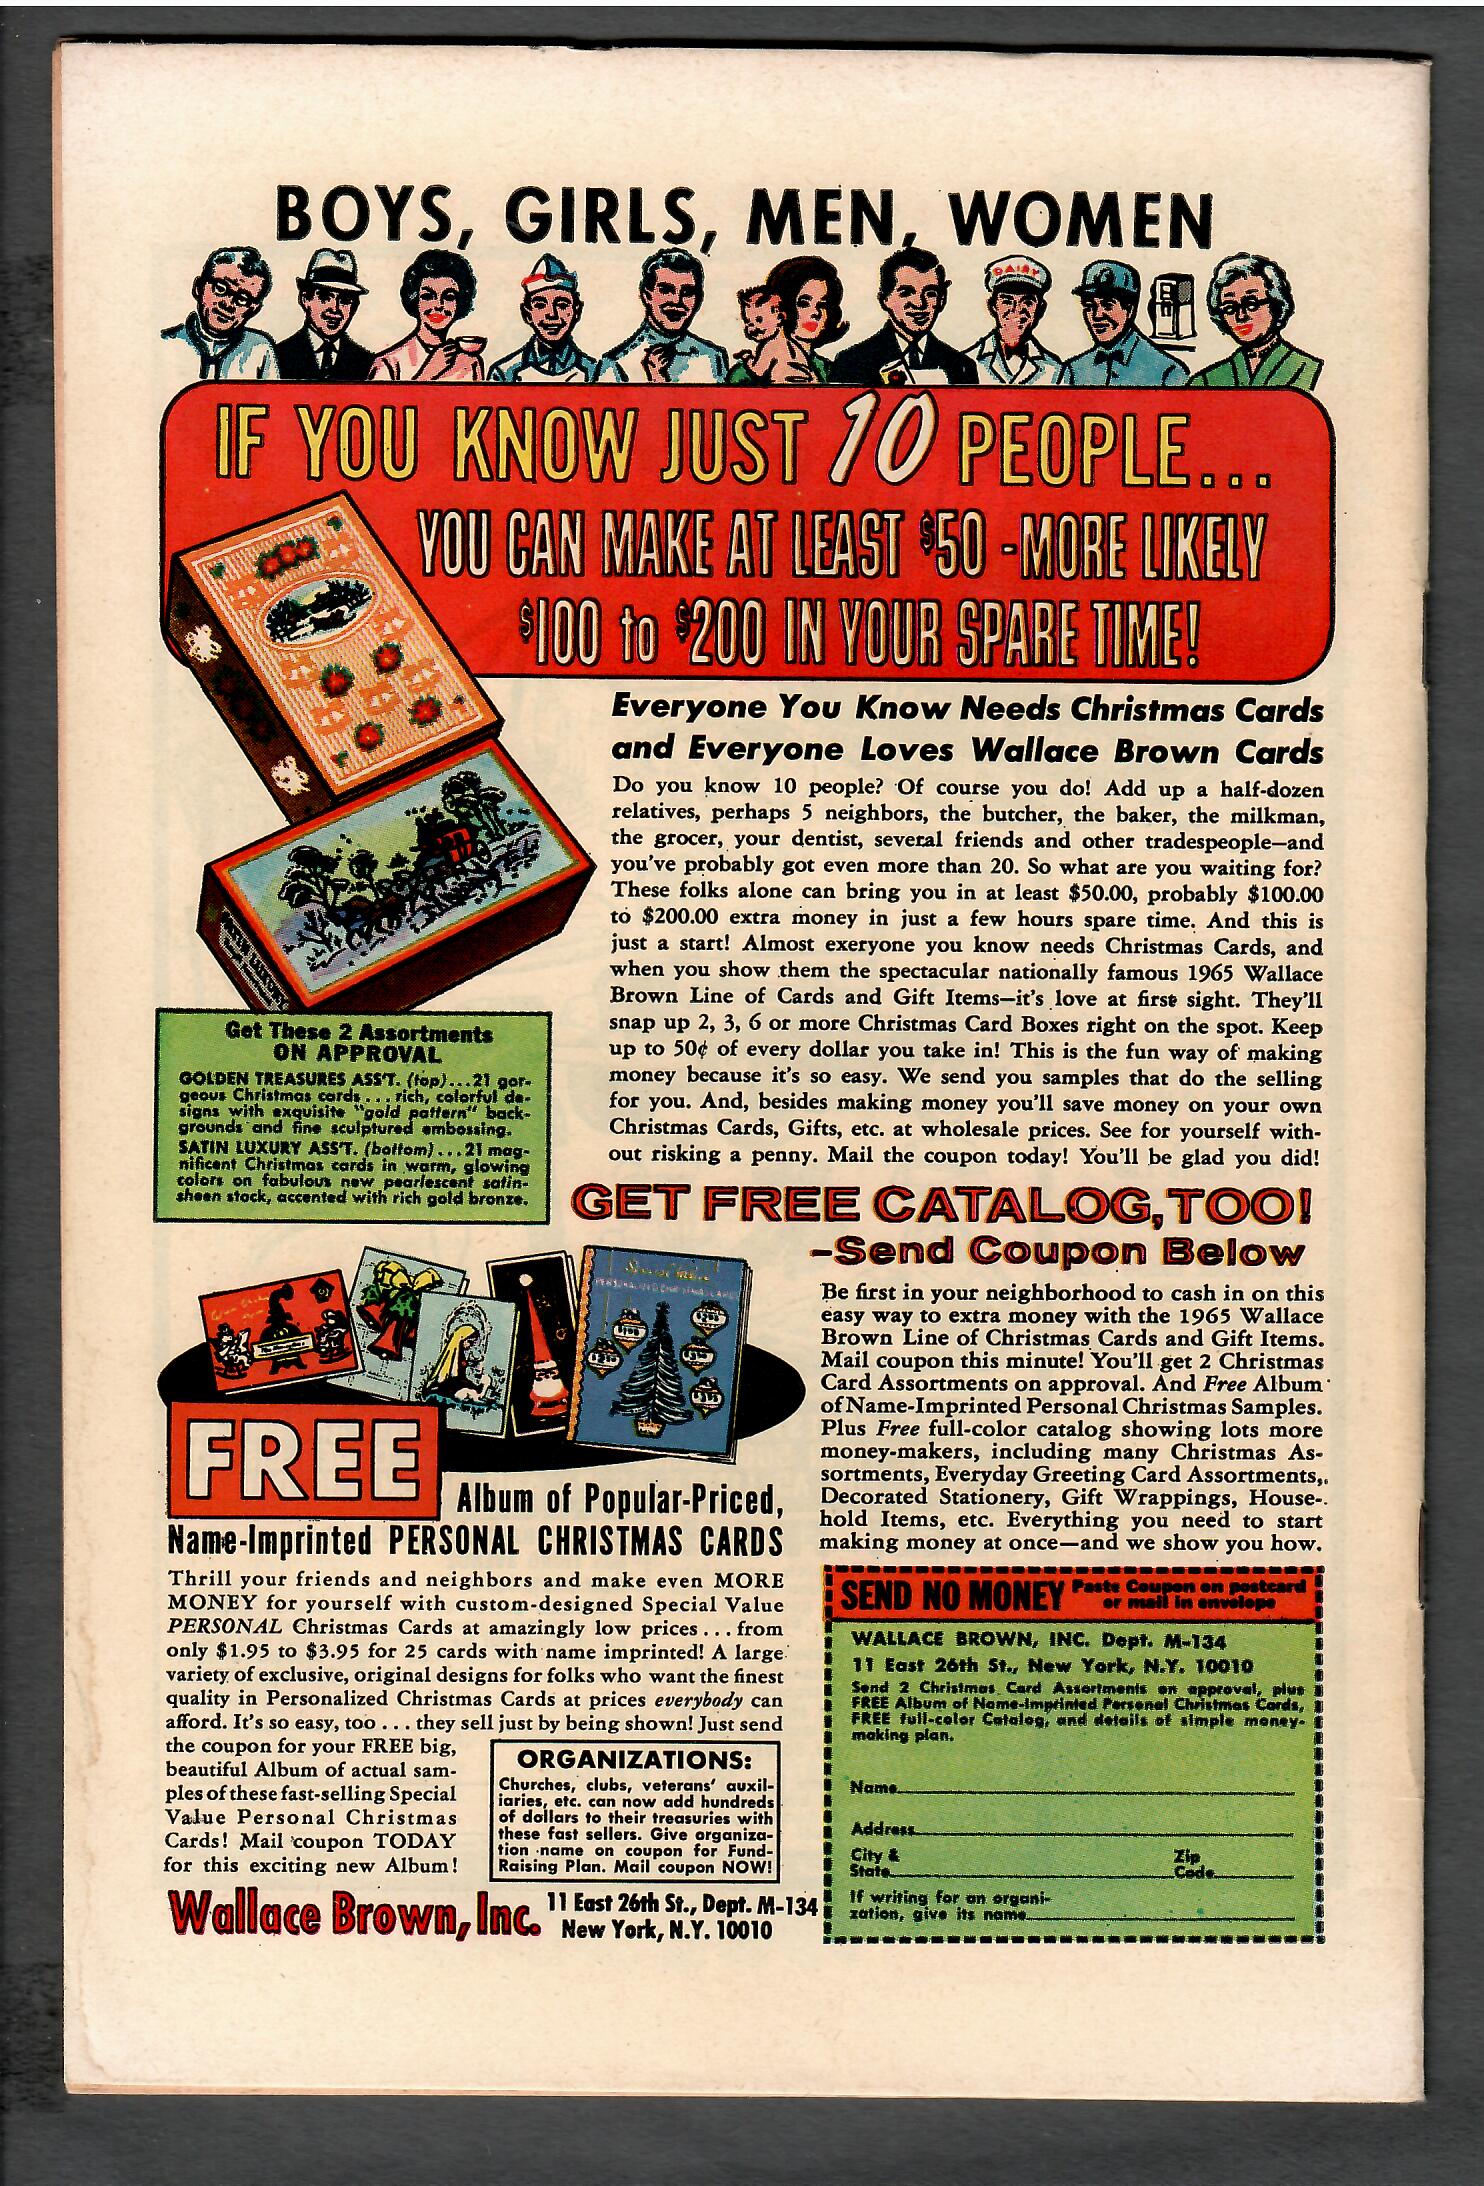 BOYS, GIRLS, MEN, WOMEN
DAIRY
IF YOU KNOW JUST 10 PEOPLE...
YOU CAN MAKE AT LEAST $50 -MORE LIKELY
$100 to $200 IN YOUR SPARE TIME!
Everyone You Know Needs Christmas Cards
and Everyone Loves Wallace Brown Cards
Do you know 10 people? Of course you do! Add up a half-dozen
relatives, perhaps 5 neighbors, the butcher, the baker, the milkman,
the grocer, your dentist, several friends and other tradespeople—and
you've probably got even more than 20. So what are you waiting for?
These folks alone can bring you in at least $50.00, probably $100.00
to $200.00 extra money in just a few hours spare time. And this is
just a start! Almost exeryone you know needs Christmas Cards, and
when you show them the spectacular nationally famous 1965 Wallace
Brown Line of Cards and Gift Items—it's love at first sight. They'll
snap up 2, 3, 6 or more Christmas Card Boxes right on the spot. Keep
up to 50¢ of every dollar you take in! This is the fun way of making
money because it's so easy. We send you samples that do the selling
for you. And, besides making money you'll save money on your own
Christmas Cards, Gifts, etc. at wholesale prices. See for yourself with-
out risking a penny. Mail the coupon today! You'll be glad you did!
Get These 2 Assortments
ON APPROVAL
GOLDEN TREASURES ASS'T. (top)...21 gor-
geous Christmas cards...rich, colorful de-
signs with exquisite "gold pattern" back-
grounds and fine sculptured embossing.
SATIN LUXURY ASS'T. (bottom)...21 mag-
nificent Christmas cards in warm, glowing
colors on fabulous new pearlescent satin-
sheen stock, accented with rich gold bronze.
GET FREE CATALOG, TOO!
-Send Coupon Below
Be first in your neighborhood to cash in on this
easy way to extra money with the 1965 Wallace
Brown Line of Christmas Cards and Gift Items.
Mail coupon this minute! You'll get 2 Christmas
Card Assortments on approval. And Free Album
of Name-Imprinted Personal Christmas Samples.
Plus Free full-color catalog showing lots more
money-makers, including many Christmas As-
sortments, Everyday Greeting Card Assortments,
Decorated Stationery, Gift Wrappings, House-
hold Items, etc. Everything you need to start
making money at once—and we show you how.
FREE
Album of Popular-Priced,
Name-Imprinted PERSONAL CHRISTMAS CARDS
Thrill your friends and neighbors and make even MORE
MONEY for yourself with custom-designed Special Value
PERSONAL Christmas Cards at amazingly low prices...from
only $1.95 to $3.95 for 25 cards with name imprinted! A large
variety of exclusive, original designs for folks who want the finest
quality in Personalized Christmas Cards at prices everybody can
afford. It's so easy, too...they sell just by being shown! Just send
the coupon for your FREE big,
beautiful Album of actual sam-
ples of these fast-selling Special
Value Personal Christmas
Cards! Mail coupon TODAY
for this exciting new Album!
ORGANIZATIONS:
Churches, clubs, veterans' auxil-
iaries, etc. can now add hundreds
of dollars to their treasuries with
these fast sellers. Give organiza-
tion name on coupon for Fund-
Raising Plan. Mail coupon NOW!
Wallace Brown, Inc. 11 East 26th St., Dept. M-134
New York, N.Y. 10010
SEND NO MONEY Paste Coupon on postcard
or mail in envelope
WALLACE BROWN, INC. Dept. M-134
11 East 26th St., New York, N.Y. 10010
Send 2 Christmas Card Assortments on approval, plus
FREE Album of Name-Imprinted Personal Christmas Cards,
FREE full-color Catalog, and details of simple money-
making plan.
Name
Address
City &
State
Zip
Code
If writing for an organi-
zation, give its name